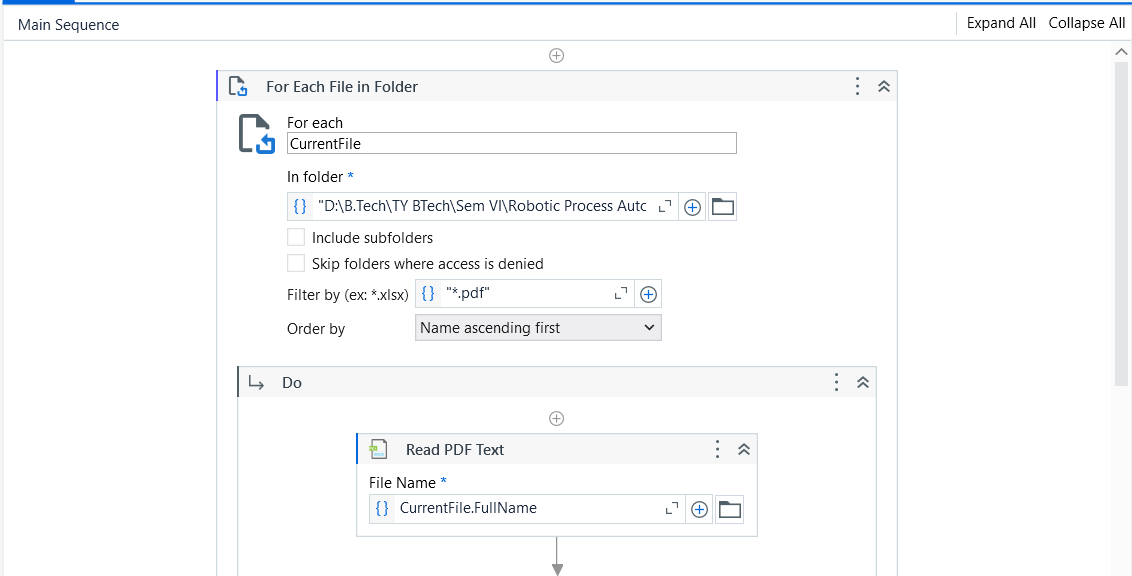 Main Sequence
Expand All Collapse All
For Each File in Folder
For each
CurrentFile
In folder *
{} "D:\B.Tech\TY BTech\Sem VI\Robotic Process Autc
Include subfolders
Skip folders where access is denied
Filter by (ex: *.xlsx) {} "*.pdf"
Order by Name ascending first
Do
Read PDF Text
File Name *
{} CurrentFile.FullName